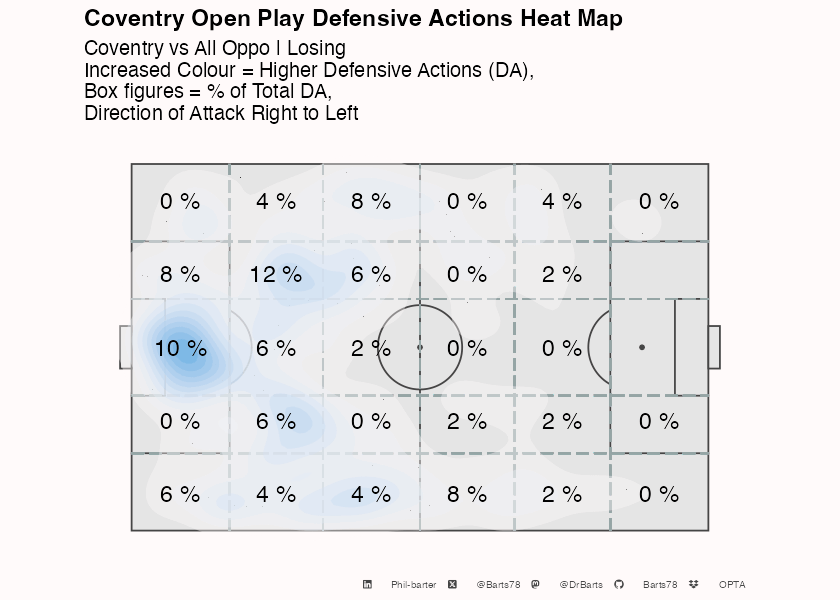 Coventry Open Play Defensive Actions Heat Map
Coventry vs All Oppo l Losing
Increased Colour = Higher Defensive Actions (DA),
Box figures = % of Total DA,
Direction of Attack Right to Left
0 % 4 % 8 % 0 % 4 % 0 %
8 % 12 % 6 % 0 % 2 %
10 % 6 % 2 % 0 % 0 %
0 % 6 % 0 % 2 % 2 % 0 %
6 % 4 % 4 % 8 % 2 % 0 %
Phil-barter @Barts78 @DrBarts Barts78 OPTA